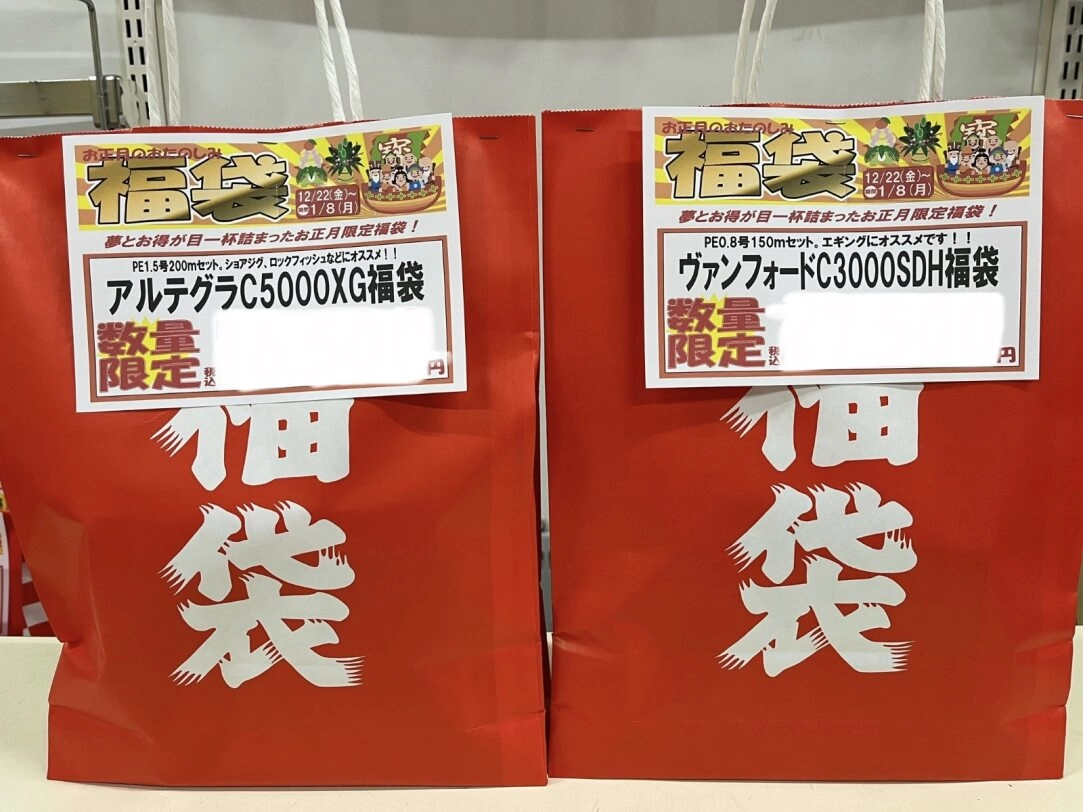 お正月のおたのしみ
福袋
12/22(金)~
期間
1/8(月)
宝
夢とお得が目一杯詰まったお正月限定福袋!
PE1.5号200mセット。ショアジグ、ロックフィッシュなどにオススメ!!
アルテグラC5000XG福袋
数量
限定
税込
円
福袋
お正月のおたのしみ
福袋
12/22(金)~
期間
1/8(月)
宝
夢とお得が目一杯詰まったお正月限定福袋!
PE0.8号150mセット。エギングにオススメです!!
ヴァンフォードC3000SDH福袋
数量
限定
税込
円
福袋